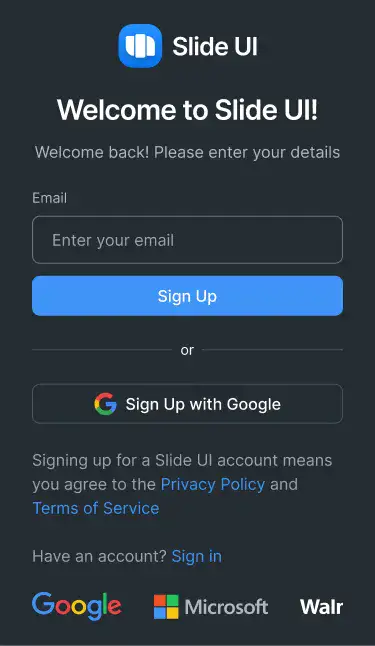 Slide UI
Welcome to Slide UI!
Welcome back! Please enter your details
Email
Enter your email
Sign Up
or
Sign Up with Google
Signing up for a Slide UI account means
you agree to the Privacy Policy and
Terms of Service
Have an account? Sign in
Google Microsoft Walr